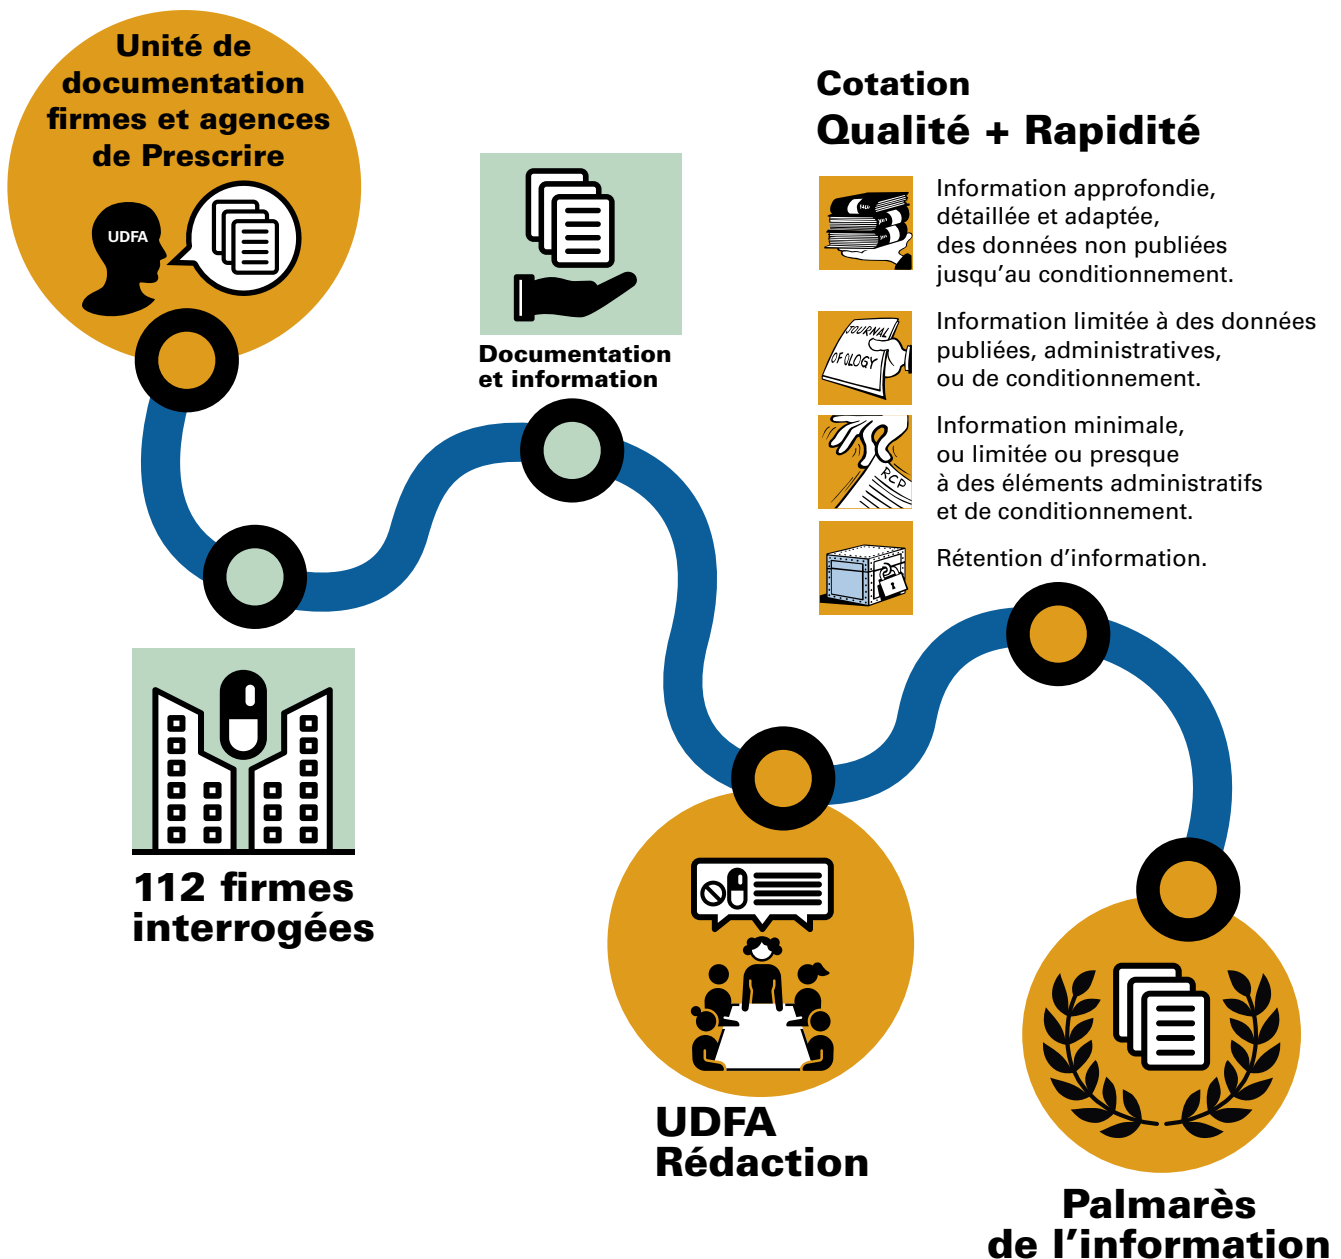 Unité de
documentation
firmes et agences
de Prescrire
UDFA
Documentation
et information
112 firmes
interrogées
Cotation
Qualité + Rapidité
Information approfondie,
détaillée et adaptée,
des données non publiées
jusqu'au conditionnement.
JOURNAL
OF OLOGY
Information limitée à des données
publiées, administratives,
ou de conditionnement.
RCP
Information minimale,
ou limitée ou presque
à des éléments administratifs
et de conditionnement.
Rétention d'information.
UDFA
Rédaction
Palmarès
de l'information